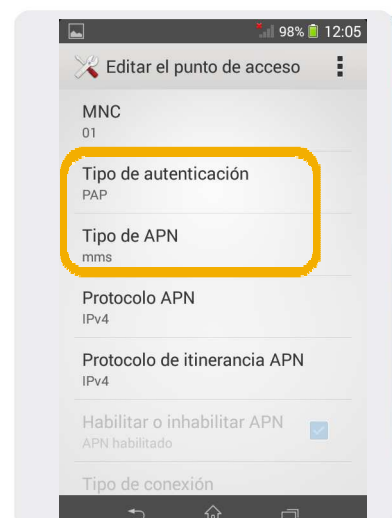 98% 12:05
Editar el punto de acceso
MNC
01
Tipo de autenticación
PAP
Tipo de APN
mms
Protocolo APN
IPv4
Protocolo de itinerancia APN
IPv4
Habilitar o inhabilitar APN
APN habilitado
Tipo de conexión